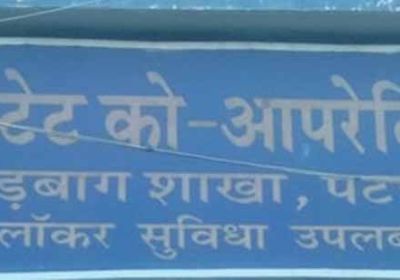 टेट को-आपरेटि
ड़बाग शाखा, पट
लॉकर सुविधा उपलब